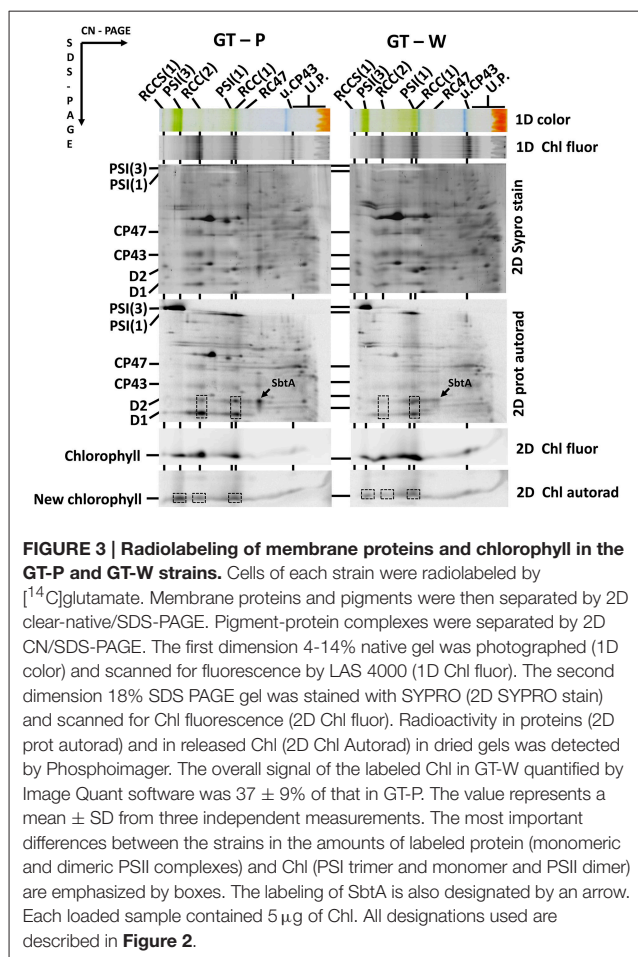 CN - PAGE
SDS-PAGE
GT – P
GT – W
RCCS(1) PSI(3) RCC(2) PSI(1) RCC(1) RC47 u.CP43 U.P.
RCCS(1) PSI(3) RCC(2) PSI(1) RCC(1) RC47 u.CP43 U.P.
1D color
1D Chl fluor
PSI(3)
PSI(1)
CP47
CP43
D2
D1
2D Sypro stain
PSI(3)
PSI(1)
CP47
CP43
D2
D1
SbtA
SbtA
2D prot autorad
Chlorophyll
2D Chl fluor
New chlorophyll
2D Chl autorad
FIGURE 3 | Radiolabeling of membrane proteins and chlorophyll in the
GT-P and GT-W strains. Cells of each strain were radiolabeled by
[¹⁴C]glutamate. Membrane proteins and pigments were then separated by 2D
clear-native/SDS-PAGE. Pigment-protein complexes were separated by 2D
CN/SDS-PAGE. The first dimension 4-14% native gel was photographed (1D
color) and scanned for fluorescence by LAS 4000 (1D Chl fluor). The second
dimension 18% SDS PAGE gel was stained with SYPRO (2D SYPRO stain)
and scanned for Chl fluorescence (2D Chl fluor). Radioactivity in proteins (2D
prot autorad) and in released Chl (2D Chl Autorad) in dried gels was detected
by Phosphoimager. The overall signal of the labeled Chl in GT-W quantified by
Image Quant software was 37 ± 9% of that in GT-P. The value represents a
mean ± SD from three independent measurements. The most important
differences between the strains in the amounts of labeled protein (monomeric
and dimeric PSII complexes) and Chl (PSI trimer and monomer and PSII dimer)
are emphasized by boxes. The labeling of SbtA is also designated by an arrow.
Each loaded sample contained 5 μg of Chl. All designations used are
described in Figure 2.